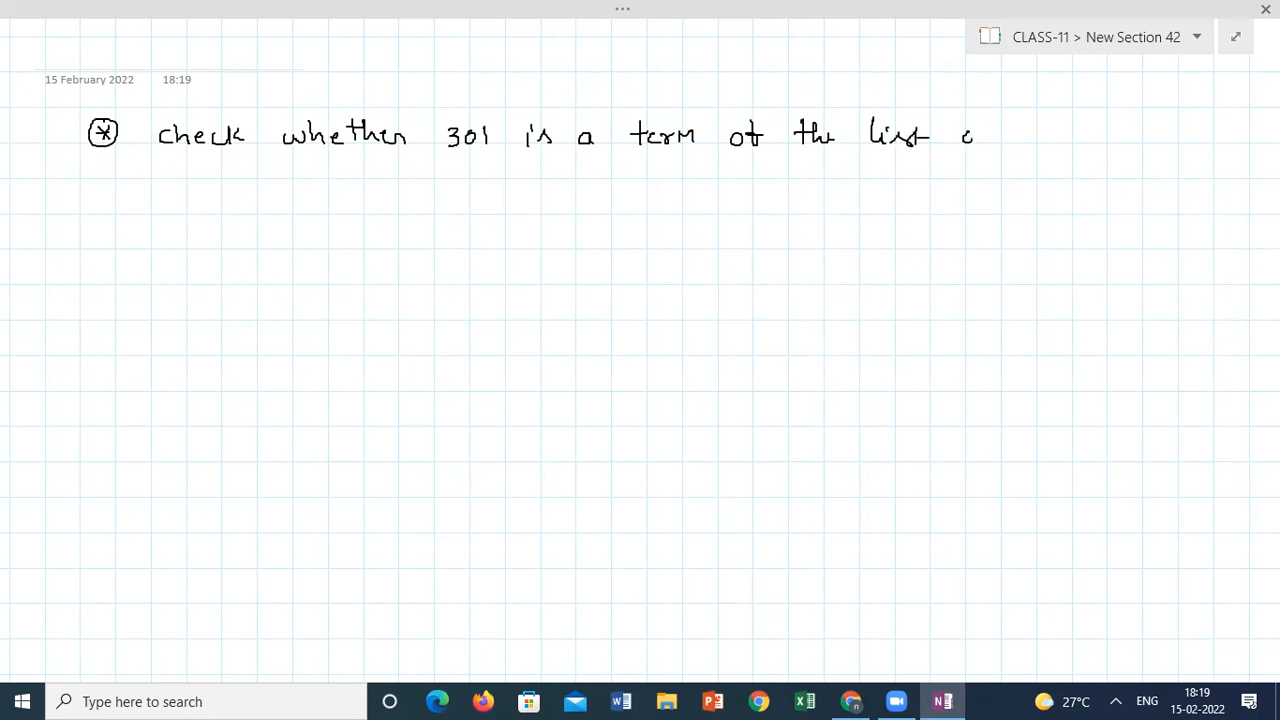 CLASS-11 > New Section 42
15 February 2022 18:19
check whether 301 is a term of the list o
Type here to search
27°C ENG 18:19
15-02-2022